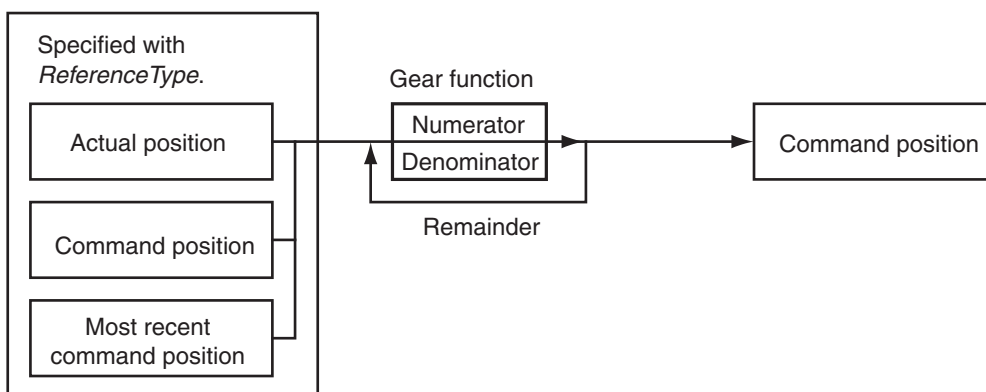 Specified with
ReferenceType.
Actual position
Command position
Most recent
command position
Gear function
Numerator
Denominator
Remainder
Command position